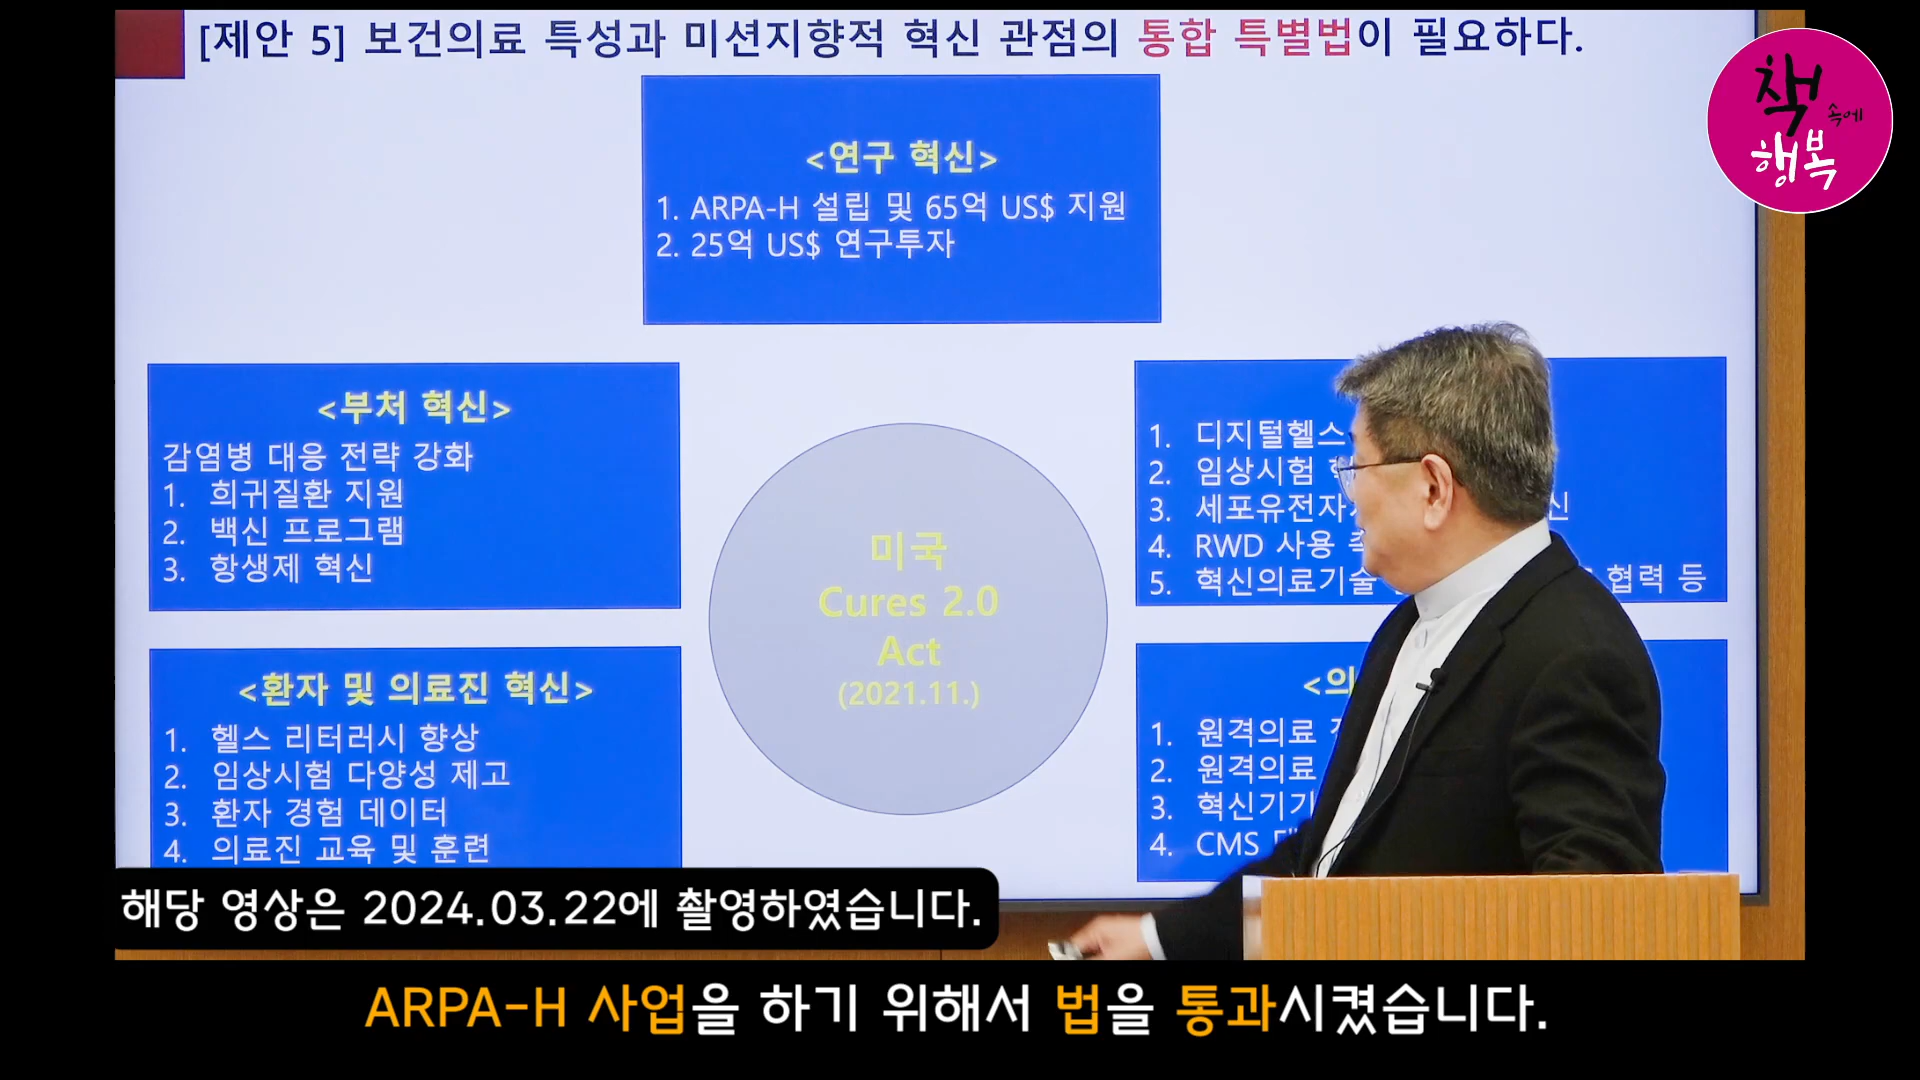 [제안 5] 보건의료 특성과 미션지향적 혁신 관점의 통합 특별법이 필요하다.
책
속에
행복
<연구 혁신>
1. ARPA-H 설립 및 65억 US$ 지원
2. 25억 US$ 연구투자
<부처 혁신>
감염병 대응 전략 강화
1. 희귀질환 지원
2. 백신 프로그램
3. 항생제 혁신
미국
Cures 2.0
Act
(2021.11.)
1. 디지털헬스
2. 임상시험
3. 세포유전자
4. RWD 사용
5. 혁신의료기술 협력 등
<환자 및 의료진 혁신>
1. 헬스 리터러시 향상
2. 임상시험 다양성 제고
3. 환자 경험 데이터
4. 의료진 교육 및 훈련
<의
1. 원격의료
2. 원격의료
3. 혁신기기
4. CMS
해당 영상은 2024.03.22에 촬영하였습니다.
ARPA-H 사업을 하기 위해서 법을 통과시켰습니다.